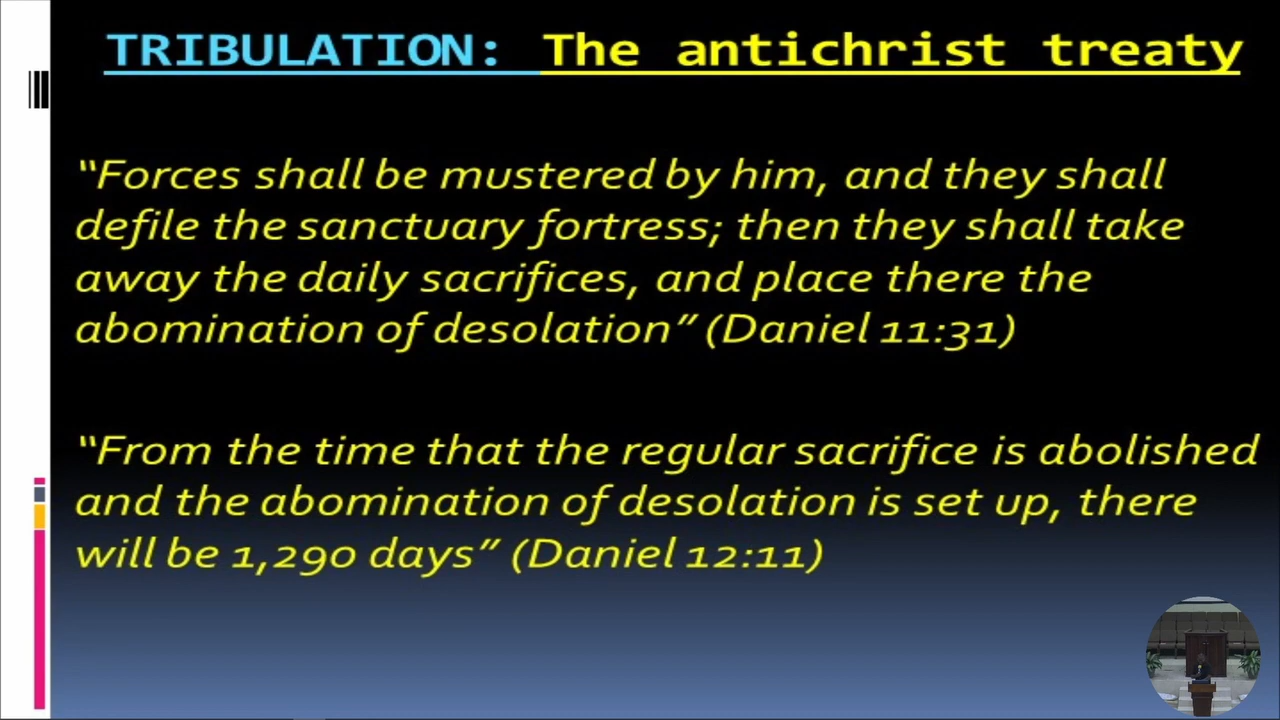 TRIBULATION: The antichrist treaty
“Forces shall be mustered by him, and they shall
defile the sanctuary fortress; then they shall take
away the daily sacrifices, and place there the
abomination of desolation” (Daniel 11:31)
“From the time that the regular sacrifice is abolished
and the abomination of desolation is set up, there
will be 1,290 days” (Daniel 12:11)